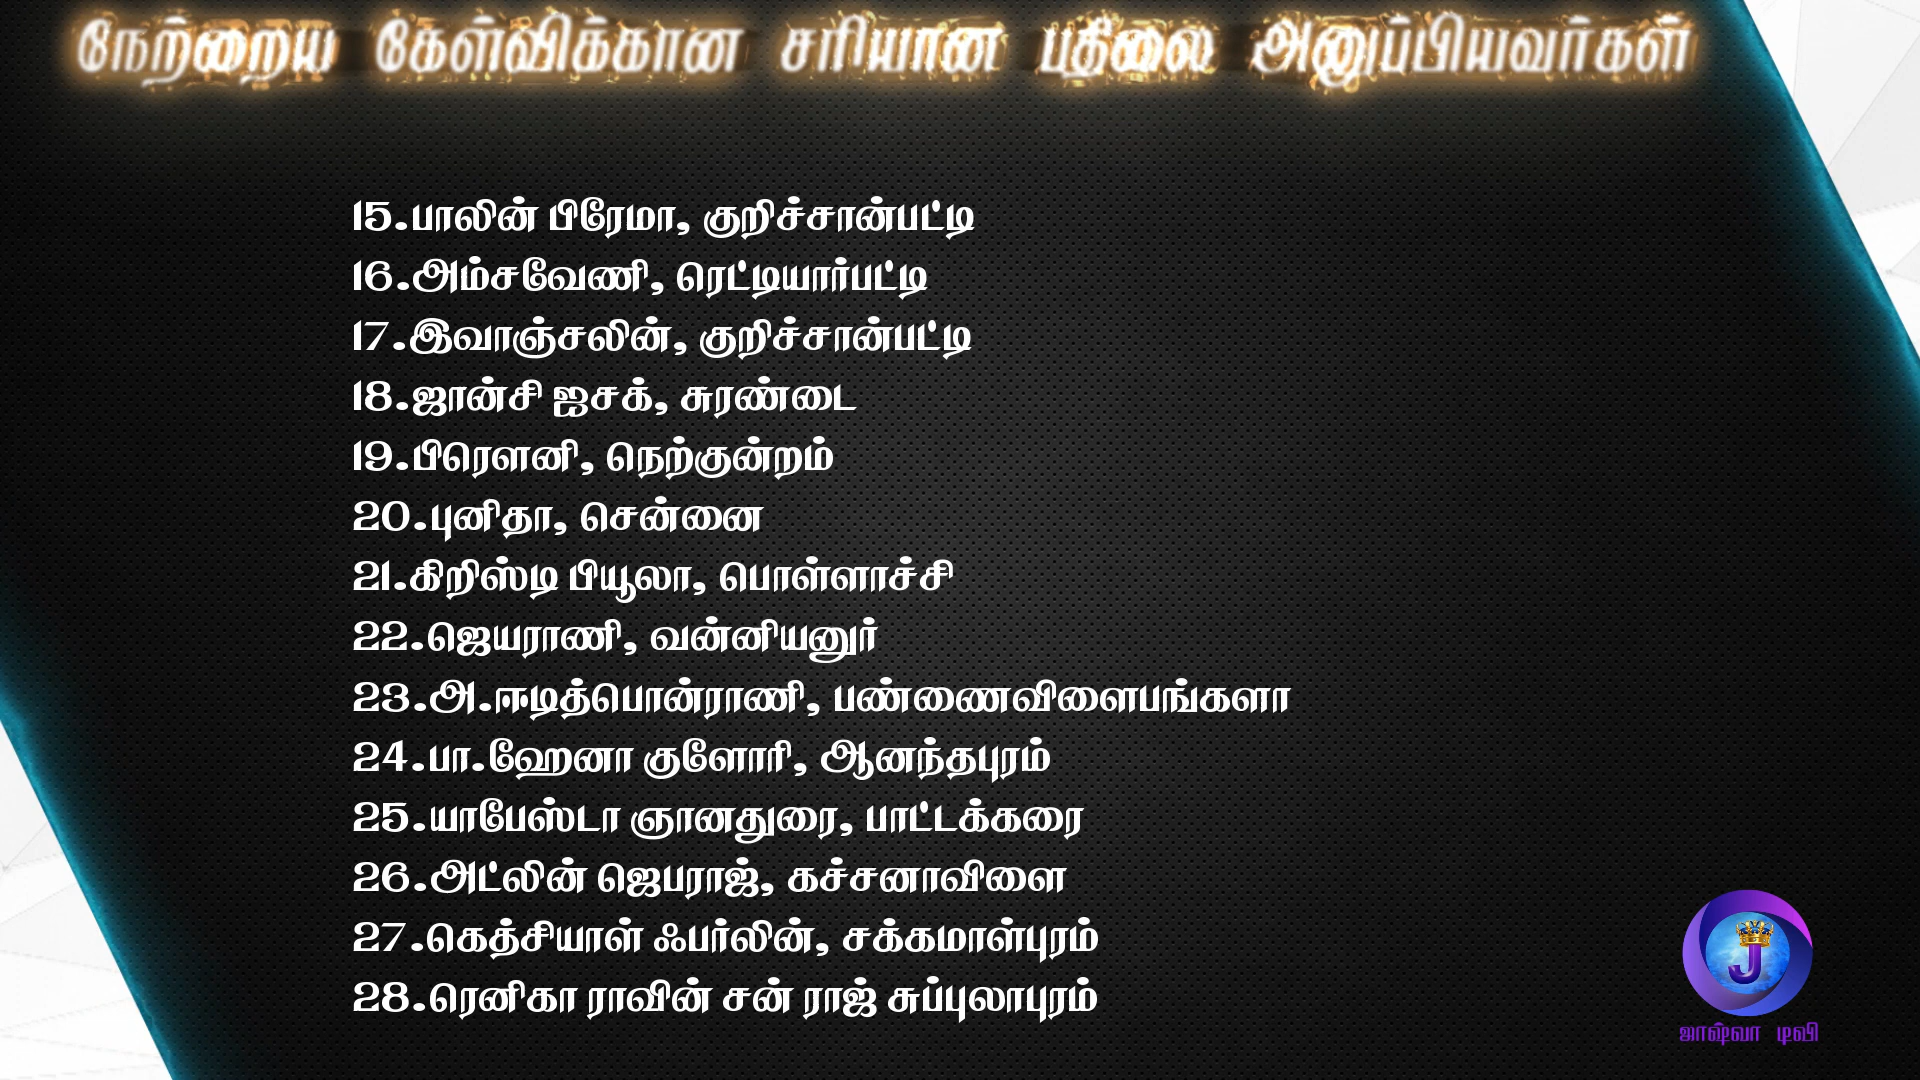 நேற்றைய கேள்விக்கான சரியான பதிலை அனுப்பியவர்கள்
15.பாலின் பிரேமா, குறிச்சான்பட்டி
16.அம்சவேணி, ரெட்டியார்பட்டி
17.இவாஞ்சலின், குறிச்சான்பட்டி
18.ஜான்சி ஐசக், சுரண்டை
19.பிரௌனி, நெற்குன்றம்
20.புனிதா, சென்னை
21.கிறிஸ்டி பியூலா, பொள்ளாச்சி
22.ஜெயராணி, வன்னியனூர்
23.அ.ஈடித்பொன்ராணி, பண்ணைவிளைபங்களா
24.பா.ஹேனா குளோரி, ஆனந்தபுரம்
25.யாபேஸ்டா ஞானதுரை, பாட்டக்கரை
26.அட்லின் ஜெபராஜ், கச்சனாவிளை
27.கெத்சியாள் ஃபர்லின், சக்கமாள்புரம்
28.ரெனிகா ராவின் சன் ராஜ் சுப்புலாபுரம்
J
ஜாஷ்வா டிவி